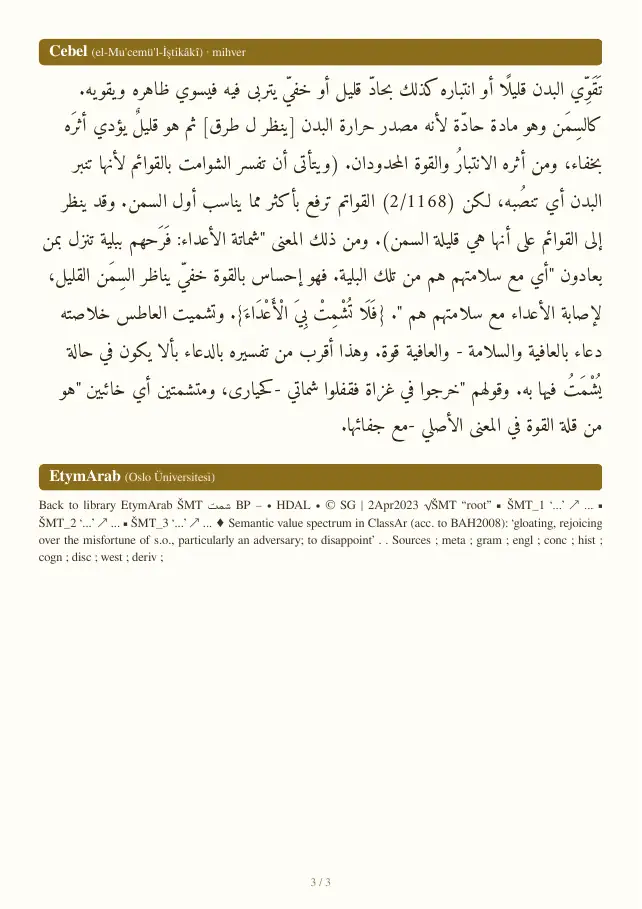 Cebel (el-Mu'cemü'l-İştikâkî) · mihver
تَقَوِّي البدن قليلًا أو انتباره كذلك بحادّ قليل أو خفيّ يتربى فيه فيسوي ظاهره ويقويه.
كالسِمَن وهو مادة حادّة لأنه مصدر حرارة البدن [ينظر ل طرق] ثم هو قليلٌ يؤدي أثرَه
بخفاء، ومن أثره الانتبارُ والقوة المحدودان. (ويتأتى أن تفسر الشوامت بالقوائم لأنها تنبر
البدن أي تنصُبه، لكن (2/1168) القوائم ترفع بأكثر مما يناسب أول السمن. وقد ينظر
إلى القوائم على أنها هي قليلة السمن). ومن ذلك المعنى "شماتة الأعداء: فَرَحهم ببلية تنزل بمن
يعادون "أي مع سلامتهم هم من تلك البلية. فهو إحساس بالقوة خفيّ يناظر السِمَن القليل،
لإصابة الأعداء مع سلامتهم هم ". {فَلَا تُشْمِتْ بِيَ الْأَعْدَاءَ}. وتشميت العاطس خلاصته
دعاء بالعافية والسلامة - والعافية قوة. وهذا أقرب من تفسيره بالدعاء بألا يكون في حالة
يُشْمَتُ فيها به. وقولهم "خرجوا في غزاة فقفلوا شماتي -كحيارى، ومتشمتين أي خائبين "هو
من قلة القوة في المعنى الأصلي -مع جفائها.
EtymArab (Oslo Üniversitesi)
Back to library EtymArab ŠMT شمت BP – • HDAL • © SG | 2Apr2023 √ŠMT “root” ▪ ŠMT_1 ‘...’ ↗ ... ▪
ŠMT_2 ‘...’ ↗ ... ▪ ŠMT_3 ‘...’ ↗ ... ♦ Semantic value spectrum in ClassAr (acc. to BAH2008): ‘gloating, rejoicing
over the misfortune of s.o., particularly an adversary; to disappoint’ . . Sources ; meta ; gram ; engl ; conc ; hist ;
cogn ; disc ; west ; deriv ;
3 / 3